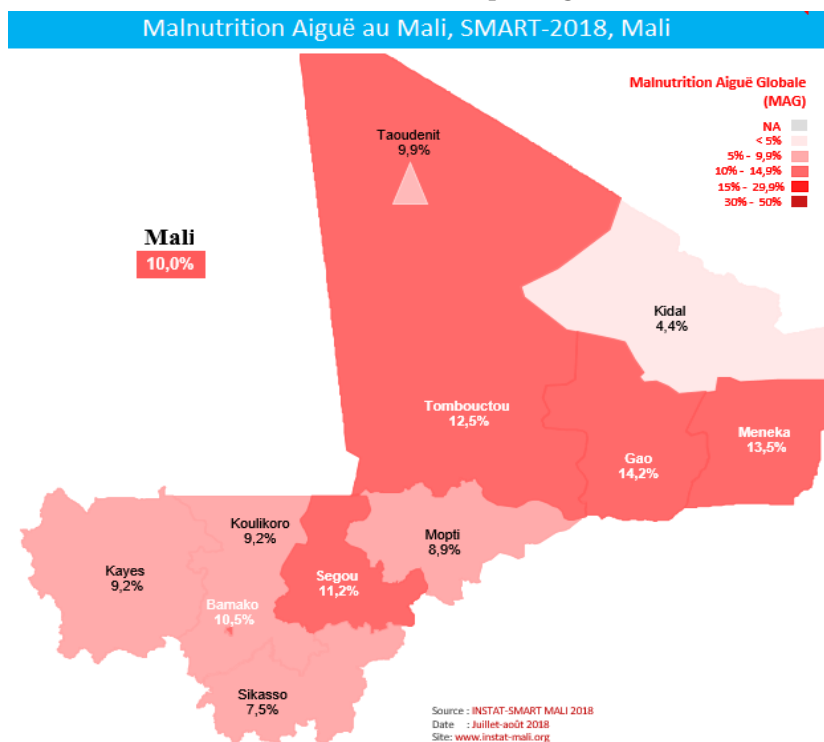 Malnutrition Aiguë au Mali, SMART-2018, Mali
Malnutrition Aiguë Globale
(MAG)
NA
< 5%
5% - 9,9%
10% - 14,9%
15% - 29,9%
30% - 50%
Taoudenit
9,9%
Mali
10,0%
Kidal
4,4%
Tombouctou
12,5%
Gao
14,2%
Meneka
13,5%
Koulikoro
9,2%
Mopti
8,9%
Kayes
9,2%
Segou
11,2%
Bamako
10,5%
Sikasso
7,5%
Source : INSTAT-SMART MALI 2018
Date : Juillet-août 2018
Site: www.instat-mali.org